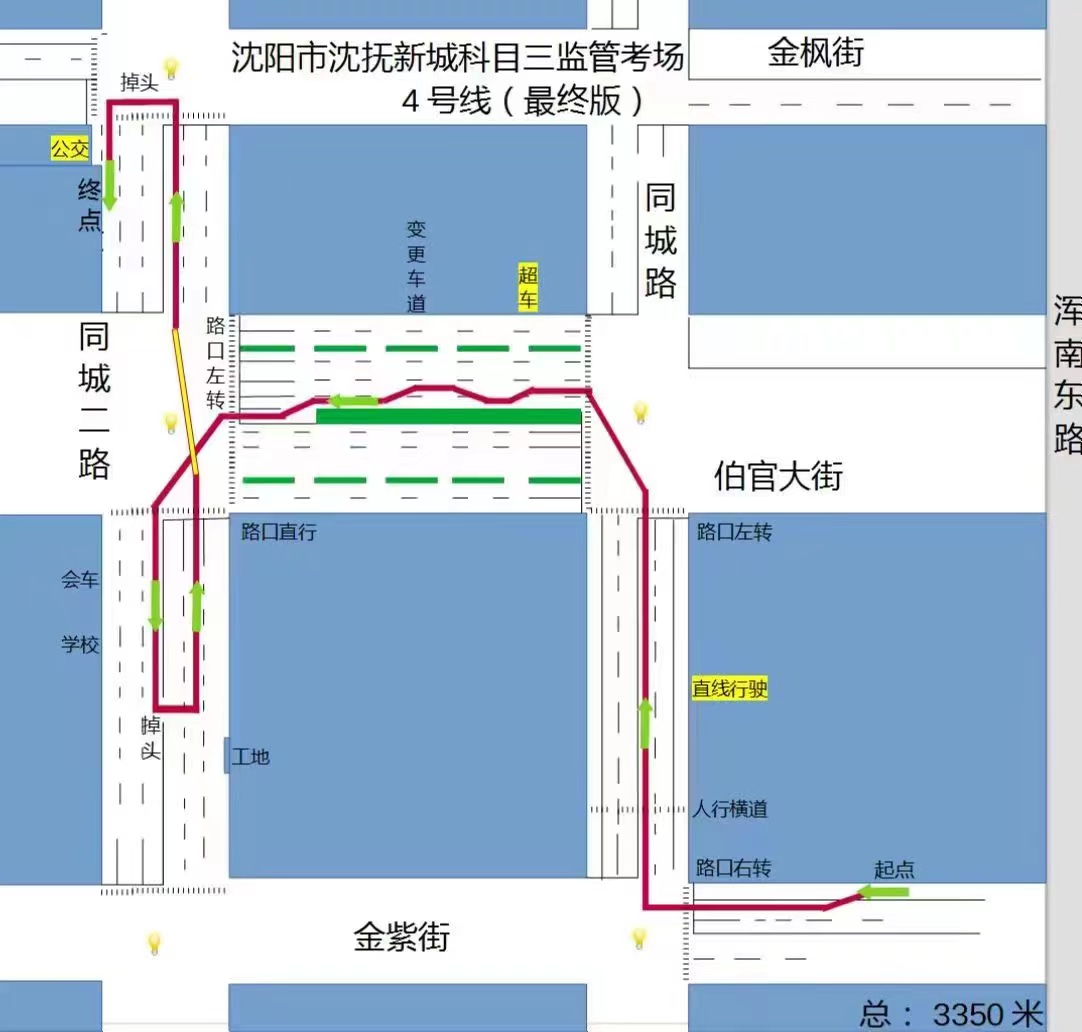 沈阳市沈抚新城科目三监管考场
4号线（最终版）
金枫街
掉头
公交
终点
同城路
变更车道
超车
浑南东路
同城二路
路口左转
伯官大街
路口直行
路口左转
会车
学校
直线行驶
掉头
工地
人行横道
路口右转
起点
金紫街
总：3350米